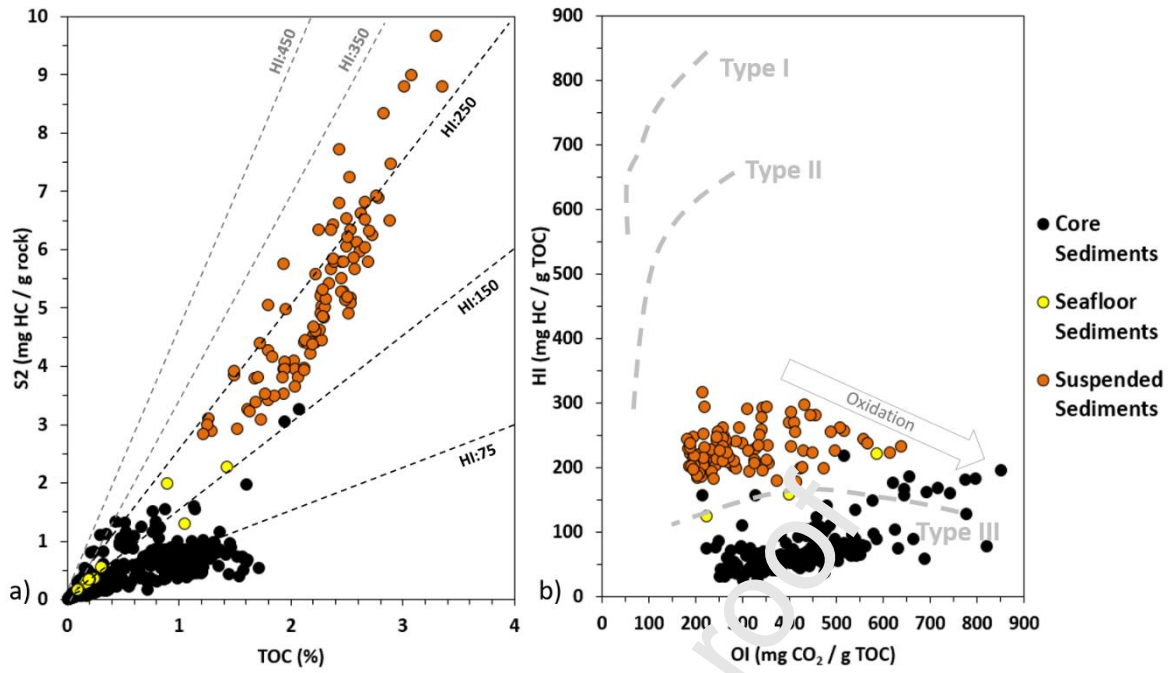 10
9
8
7
6
5
4
3
2
1
0
S2 (mg HC / g rock)
HI:450
HI:350
HI:250
HI:150
HI:75
a)
0
1
2
3
4
TOC (%)
900
800
700
600
500
400
300
200
100
0
HI (mg HC / g TOC)
Type I
Type II
Oxidation
Type III
b)
0
100
200
300
400
500
600
700
800
900
OI (mg CO₂ / g TOC)
Core
Sediments
Seafloor
Sediments
Suspended
Sediments
roof